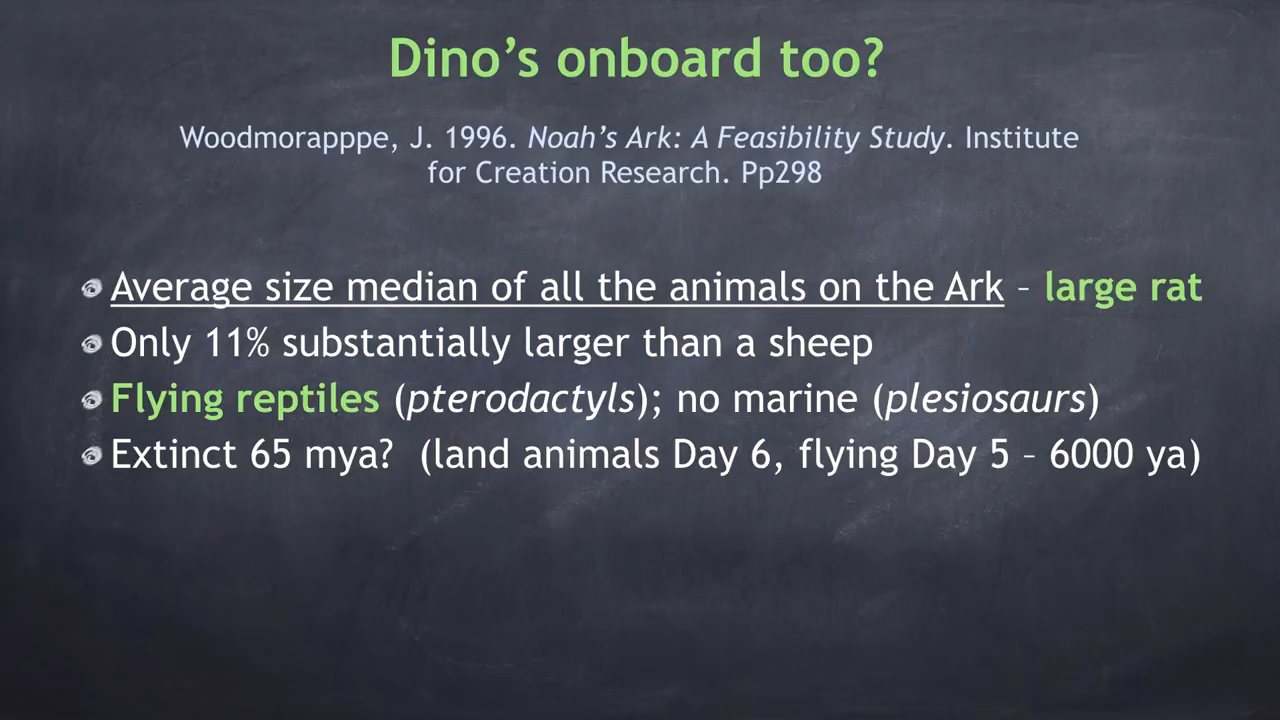 Dino’s onboard too?
Woodmorapppe, J. 1996. Noah’s Ark: A Feasibility Study. Institute
for Creation Research. Pp298
Average size median of all the animals on the Ark – large rat
Only 11% substantially larger than a sheep
Flying reptiles (pterodactyls); no marine (plesiosaurs)
Extinct 65 mya?  (land animals Day 6, flying Day 5 – 6000 ya)